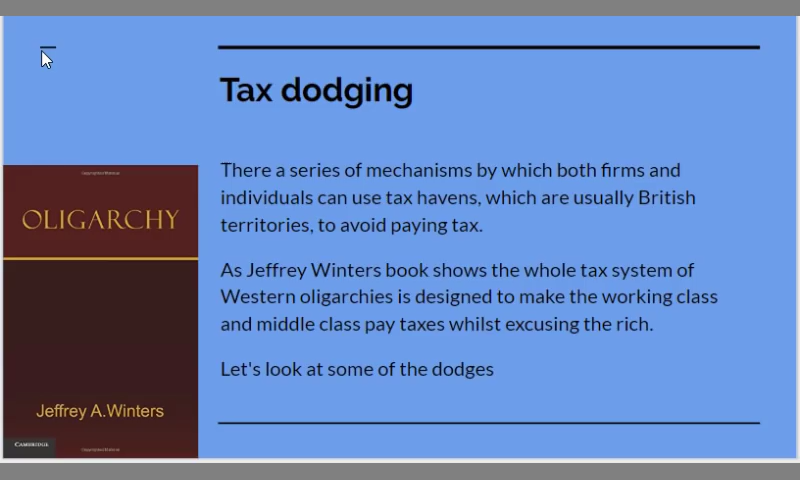 Tax dodging
There a series of mechanisms by which both firms and
individuals can use tax havens, which are usually British
territories, to avoid paying tax.
As Jeffrey Winters book shows the whole tax system of
Western oligarchies is designed to make the working class
and middle class pay taxes whilst excusing the rich.
Let's look at some of the dodges
OLIGARCHY
Jeffrey A.Winters
CAMBRIDGE